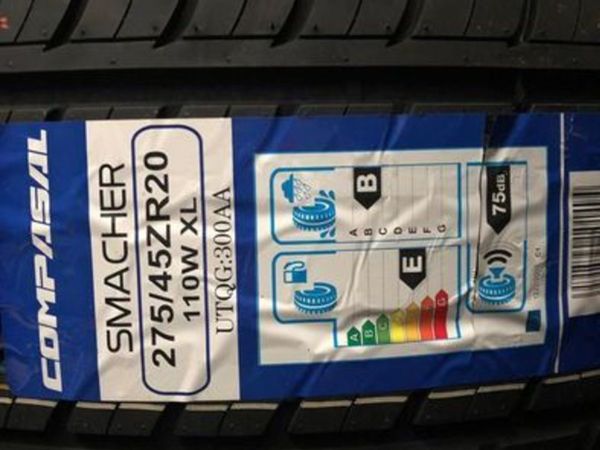 COMPASAL
SMACHER
275/45ZR20
110W XL
UTQG:300AA
B
A B C D E F G
E
A B C D E F G
75dB